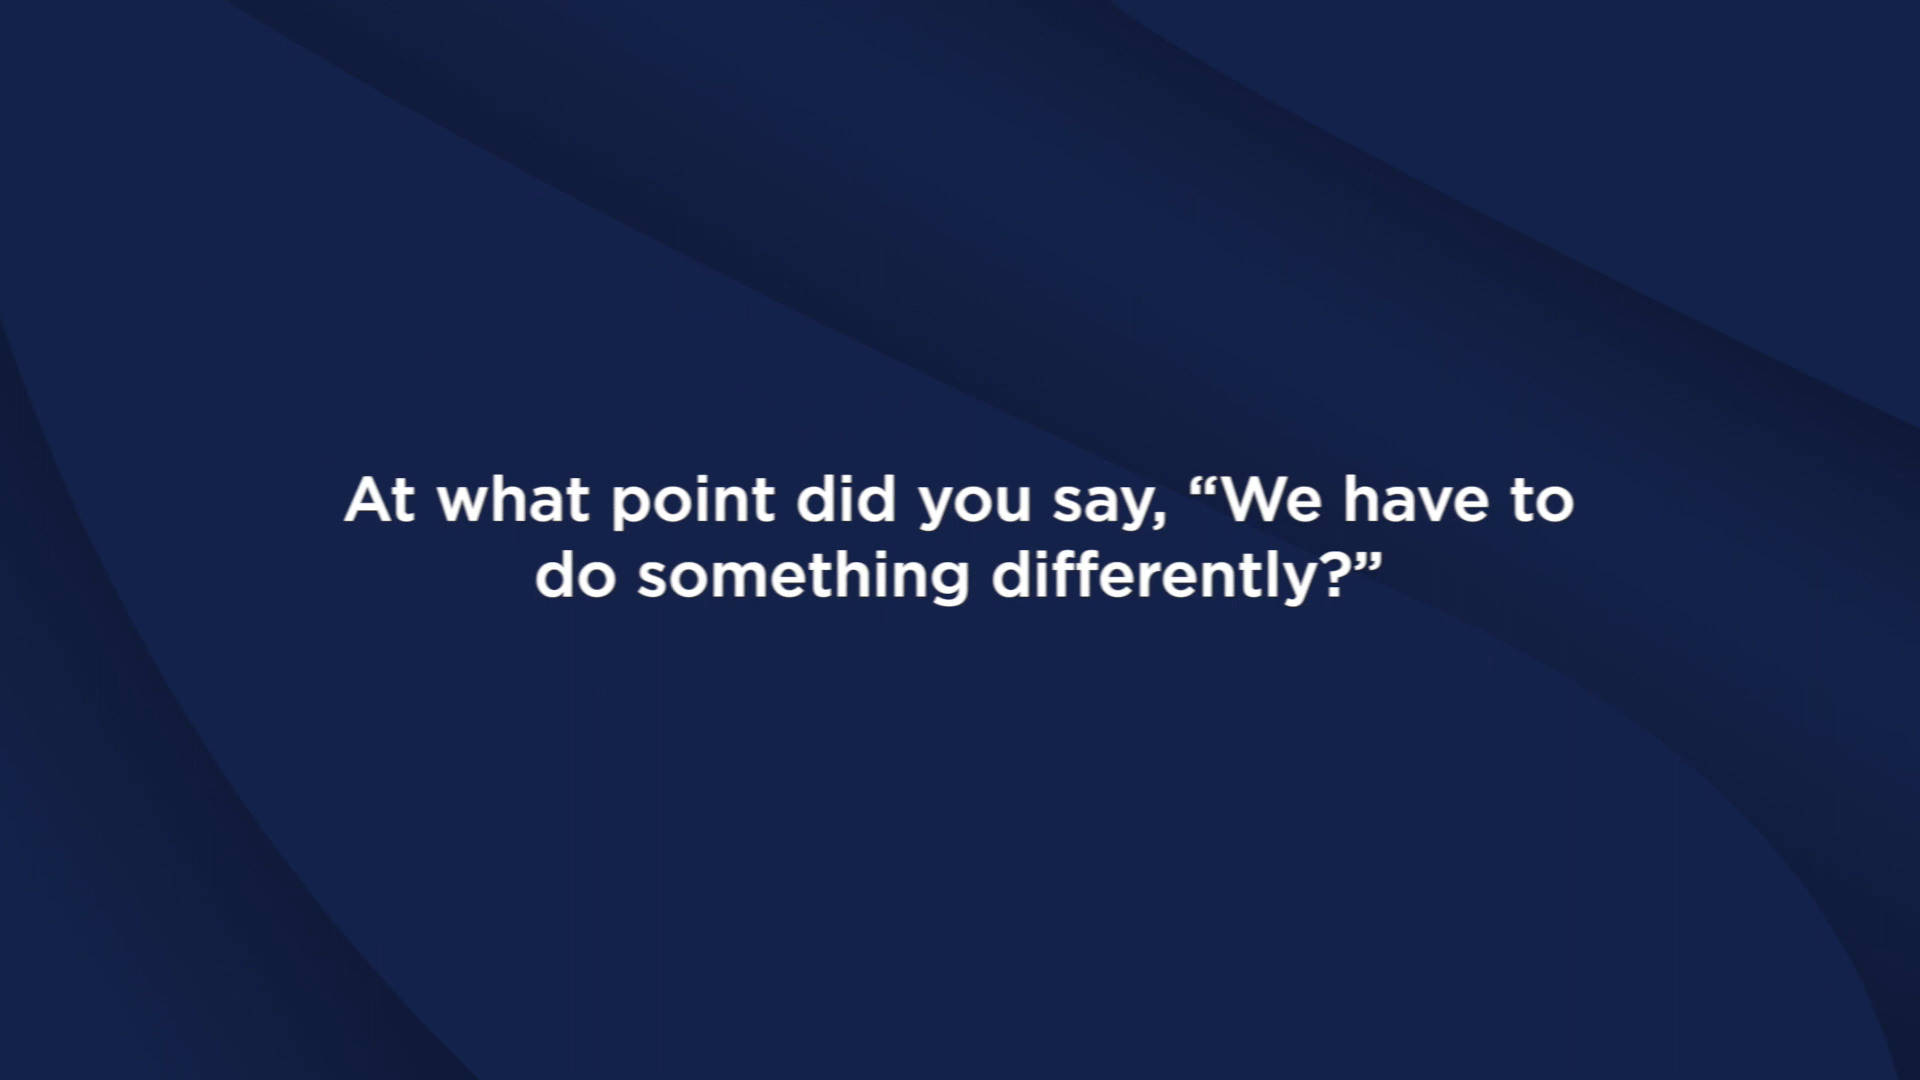 At what point did you say, “We have to
do something differently?”